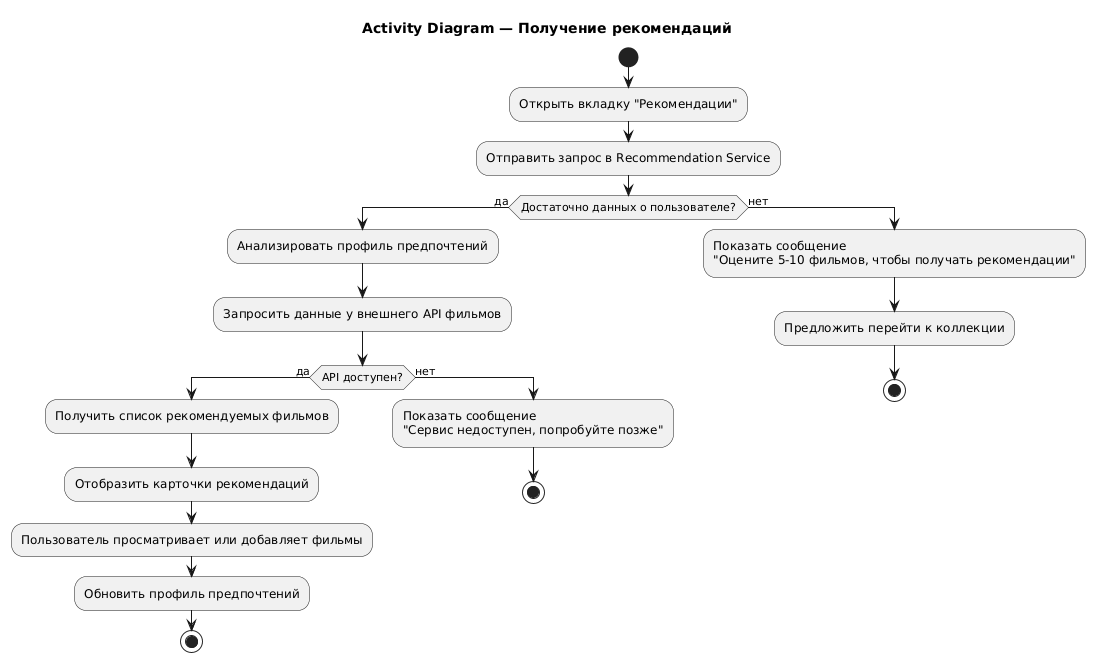 Activity Diagram — Получение рекомендаций
Открыть вкладку "Рекомендации"
Отправить запрос в Recommendation Service
да
Достаточно данных о пользователе?
нет
Анализировать профиль предпочтений
Показать сообщение
"Оцените 5-10 фильмов, чтобы получать рекомендации"
Запросить данные у внешнего API фильмов
Предложить перейти к коллекции
да
API доступен?
нет
Получить список рекомендуемых фильмов
Показать сообщение
"Сервис недоступен, попробуйте позже"
Отобразить карточки рекомендаций
Пользователь просматривает или добавляет фильмы
Обновить профиль предпочтений